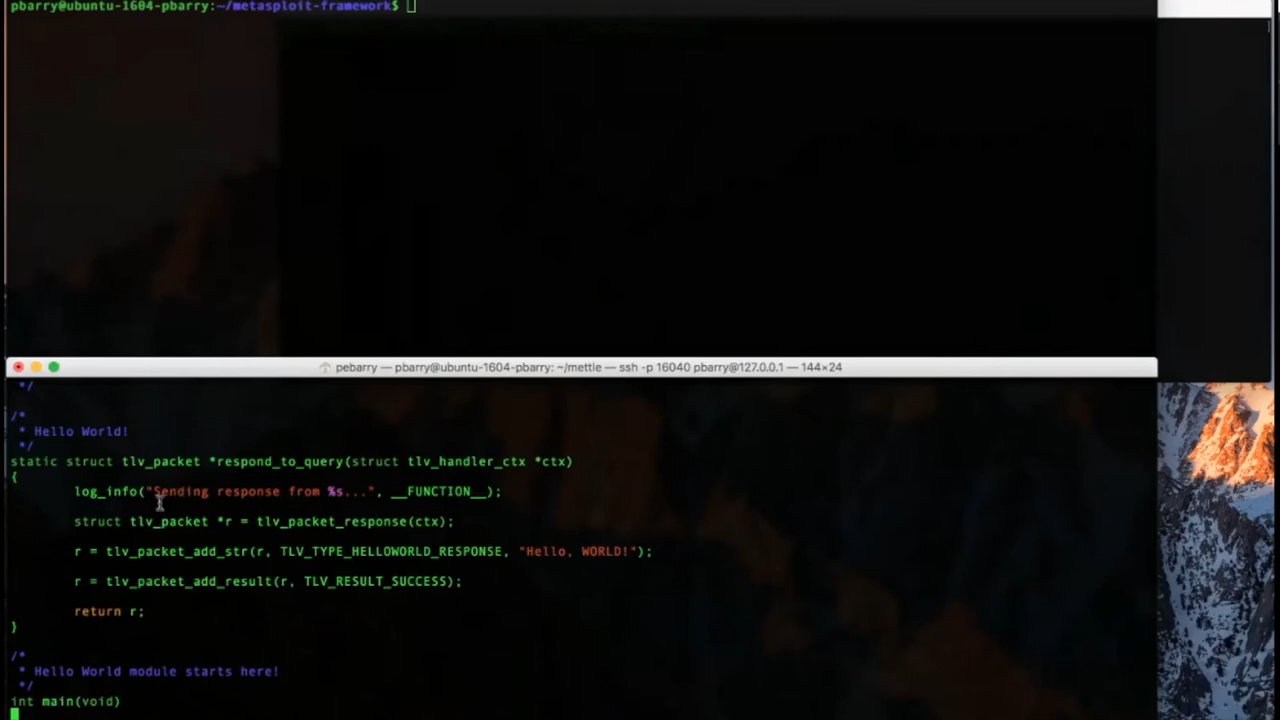 pbarry@ubuntu-1604-pbarry:~/metasploit-framework$
pebarry — pbarry@ubuntu-1604-pbarry: ~/mettle — ssh -p 16040 pbarry@127.0.0.1 — 144×24
*/
/*
* Hello World!
*/
static struct tlv_packet *respond_to_query(struct tlv_handler_ctx *ctx)
{
log_info("Sending response from %s...", __FUNCTION__);
struct tlv_packet *r = tlv_packet_response(ctx);
r = tlv_packet_add_str(r, TLV_TYPE_HELLOWORLD_RESPONSE, "Hello, WORLD!");
r = tlv_packet_add_result(r, TLV_RESULT_SUCCESS);
return r;
}
/*
* Hello World module starts here!
*/
int main(void)